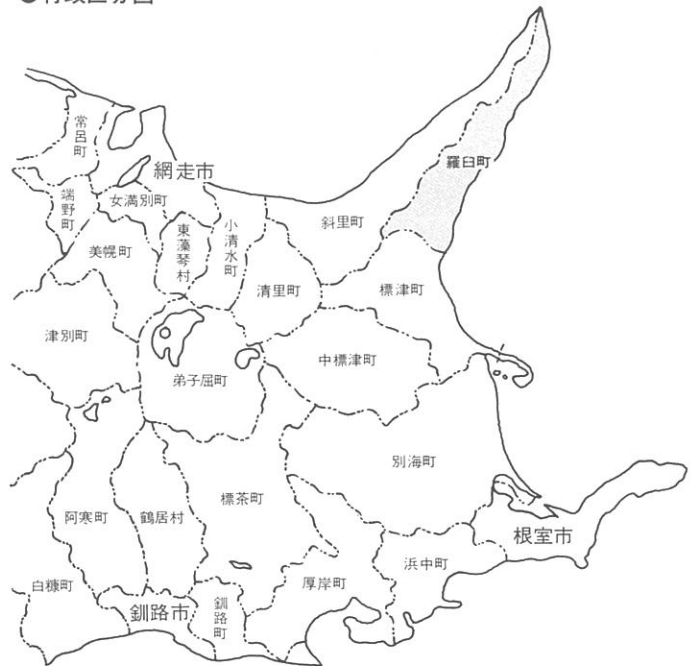 ●行政区分図
常呂町
網走市
羅臼町
端野町
女満別町
東藻琴村
小清水町
斜里町
美幌町
清里町
標津町
津別町
弟子屈町
中標津町
別海町
阿寒町
鶴居村
標茶町
根室市
浜中町
白糠町
釧路市
釧路町
厚岸町